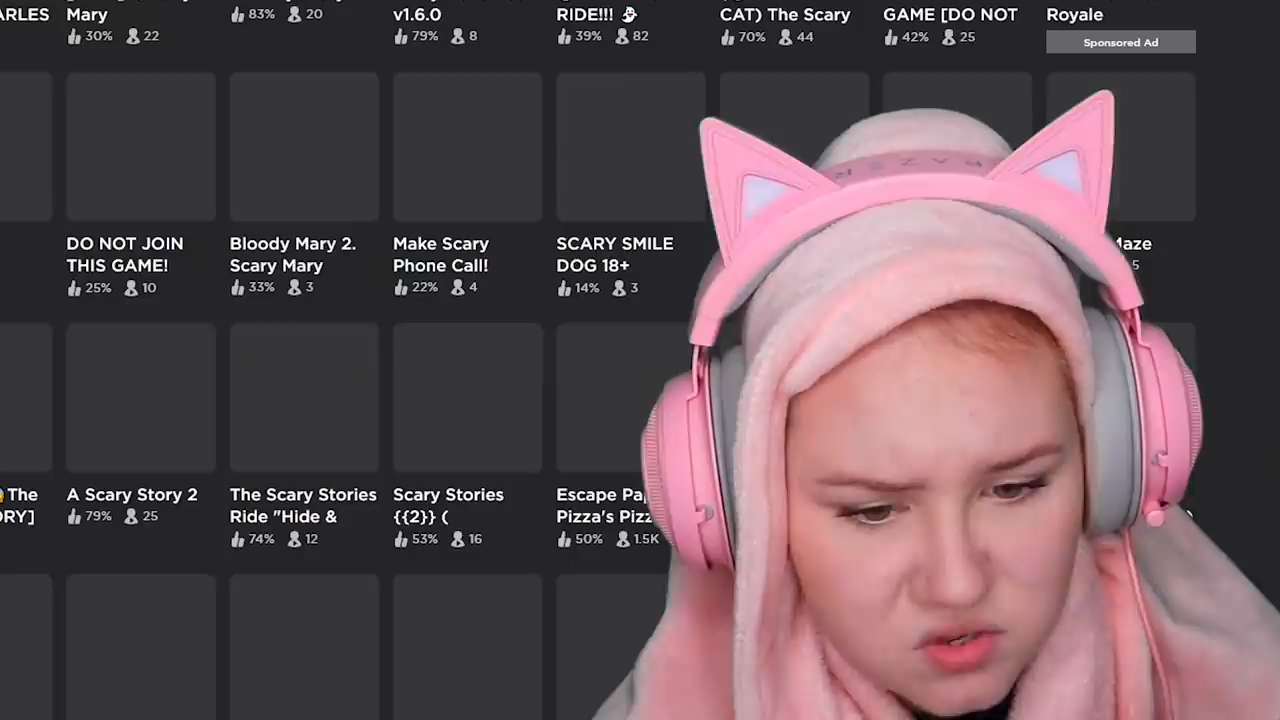 ARLES
Mary
30% 22
83% 20
v1.6.0
79% 8
RIDE!!!
39% 82
CAT) The Scary
70% 44
GAME [DO NOT
42% 25
Royale
Sponsored Ad
RAZER
DO NOT JOIN
THIS GAME!
25% 10
Bloody Mary 2.
Scary Mary
33% 3
Make Scary
Phone Call!
22% 4
SCARY SMILE
DOG 18+
14% 3
Maze
5
The
ORY]
A Scary Story 2
79% 25
The Scary Stories
Ride "Hide &
74% 12
Scary Stories
{{2}} (
53% 16
Escape Pa
Pizza's Pizz
50% 1.5K